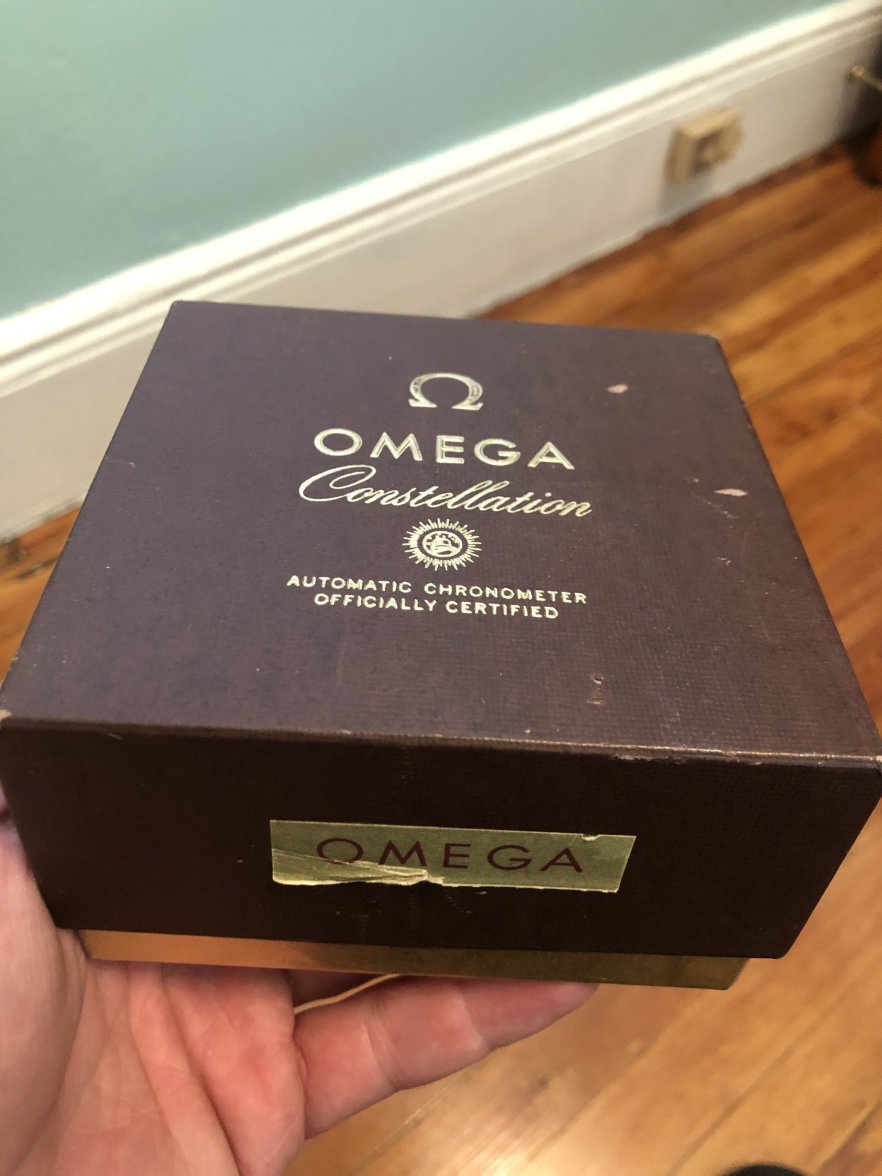 Ω
OMEGA
Constellation
AUTOMATIC CHRONOMETER
OFFICIALLY CERTIFIED
OMEGA